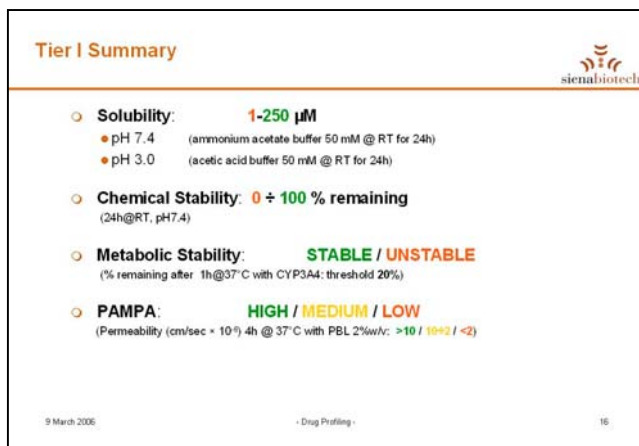 Tier I Summary
sienabiotech
Solubility: 1-250 µM
pH 7.4 (ammonium acetate buffer 50 mM @ RT for 24h)
pH 3.0 (acetic acid buffer 50 mM @ RT for 24h)
Chemical Stability: 0 ÷ 100 % remaining
(24h@RT, pH7.4)
Metabolic Stability: STABLE / UNSTABLE
(% remaining after 1h@37°C with CYP3A4: threshold 20%)
PAMPA: HIGH / MEDIUM / LOW
(Permeability (cm/sec × 10⁻⁶) 4h @ 37°C with PBL 2%w/v: >10 / 10÷2 / <2)
9 March 2006 - Drug Profiling - 16